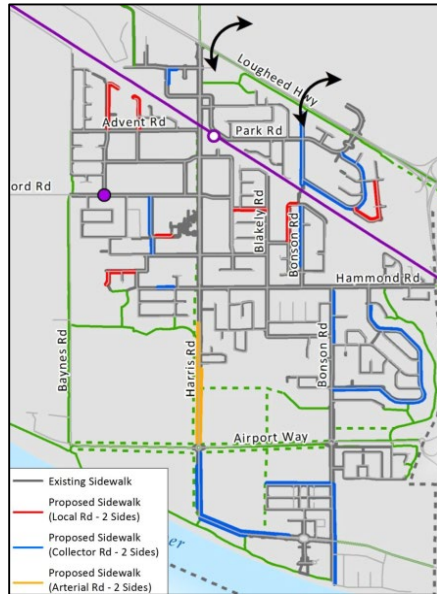 Lougheed Hwy
Advent Rd
Park Rd
ord Rd
Blakely Rd
Bonson Rd
Hammond Rd
Baynes Rd
Harris Rd
Bonson Rd
Airport Way
er
Existing Sidewalk
Proposed Sidewalk
(Local Rd - 2 Sides)
Proposed Sidewalk
(Collector Rd - 2 Sides)
Proposed Sidewalk
(Arterial Rd - 2 Sides)